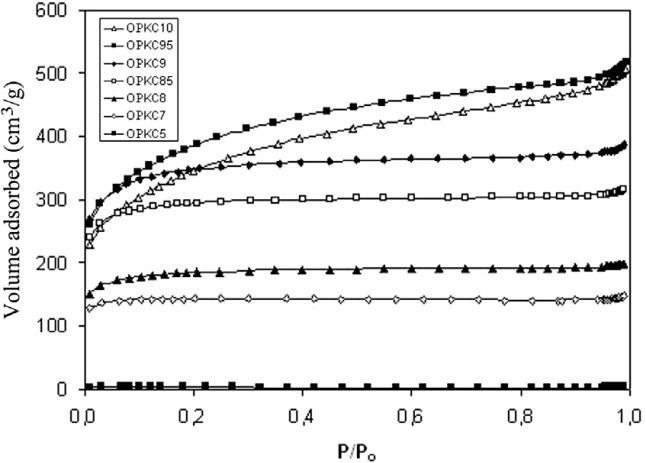 600
500
400
300
200
100
0
Volume adsorbed (cm³/g)
OPKC10
OPKC95
OPKC9
OPKC85
OPKC8
OPKC7
OPKC5
0,0 0,2 0,4 0,6 0,8 1,0
P/Po